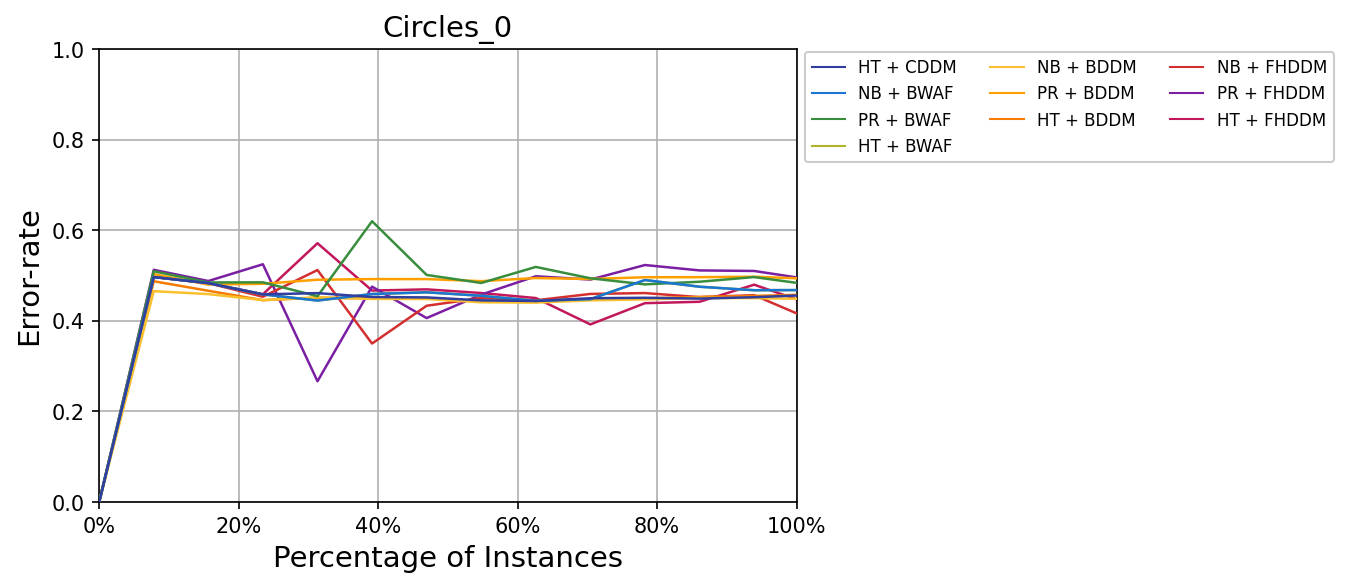 Circles_0
1.0
0.8
0.6
0.4
0.2
0.0
Error-rate
0% 20% 40% 60% 80% 100%
Percentage of Instances
HT + CDDM
NB + BWAF
PR + BWAF
HT + BWAF
NB + BDDM
PR + BDDM
HT + BDDM
NB + FHDDM
PR + FHDDM
HT + FHDDM